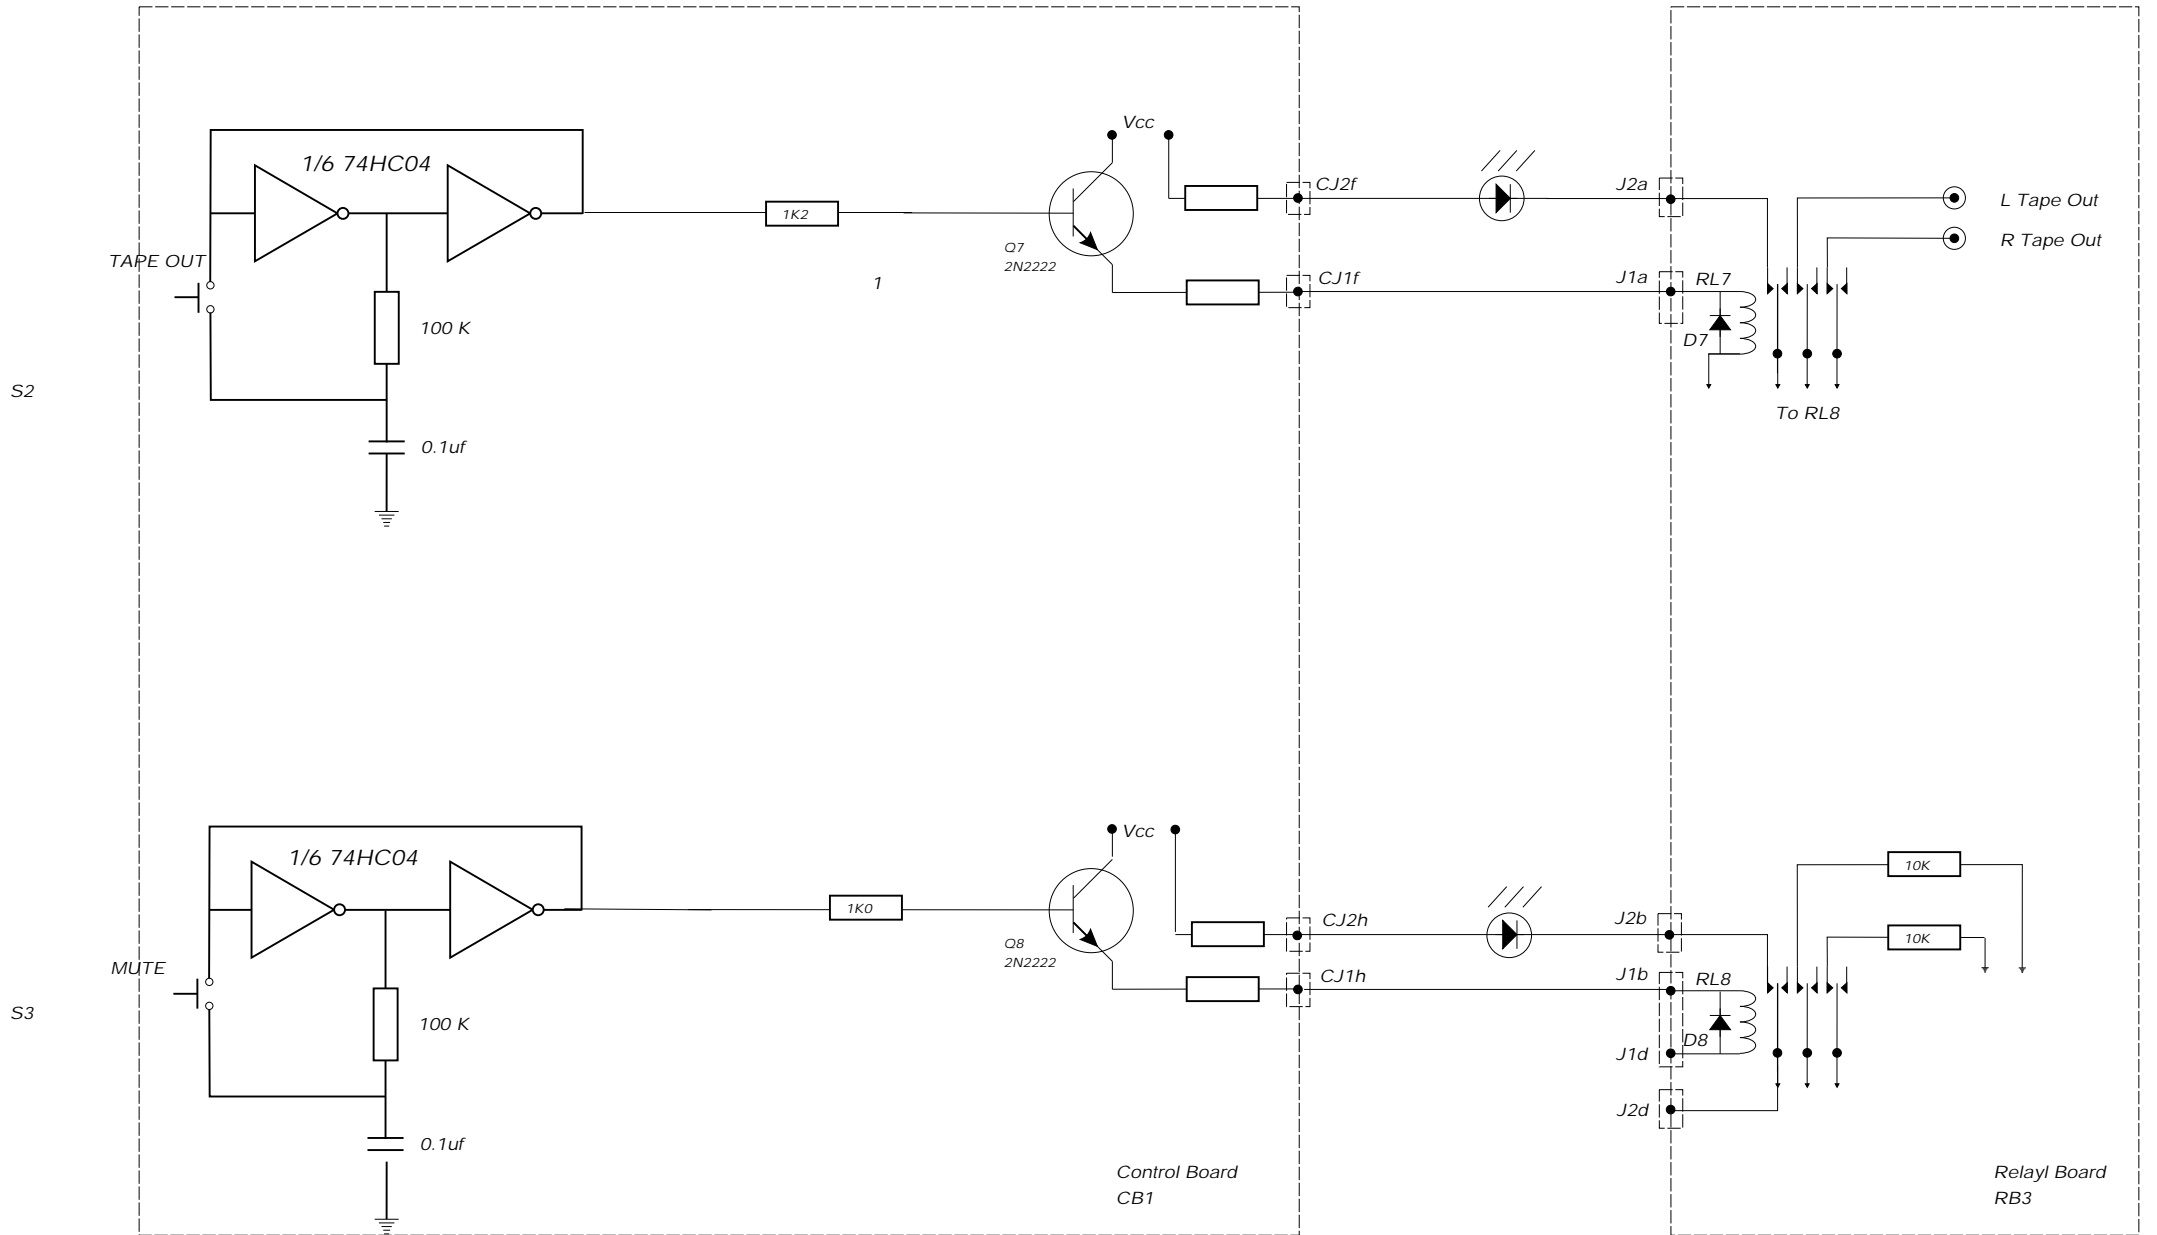 Vcc
1/6 74HC04
CJ2f
J2a
L Tape Out
1K2
R Tape Out
Q7
2N2222
TAPE OUT
1
CJ1f
J1a
RL7
100 K
D7
S2
To RL8
0.1uf
Vcc
1/6 74HC04
10K
1K0
CJ2h
J2b
10K
Q8
2N2222
MUTE
CJ1h
J1b
RL8
S3
100 K
D8
J1d
J2d
0.1uf
Control Board
CB1
Relayl Board
RB3